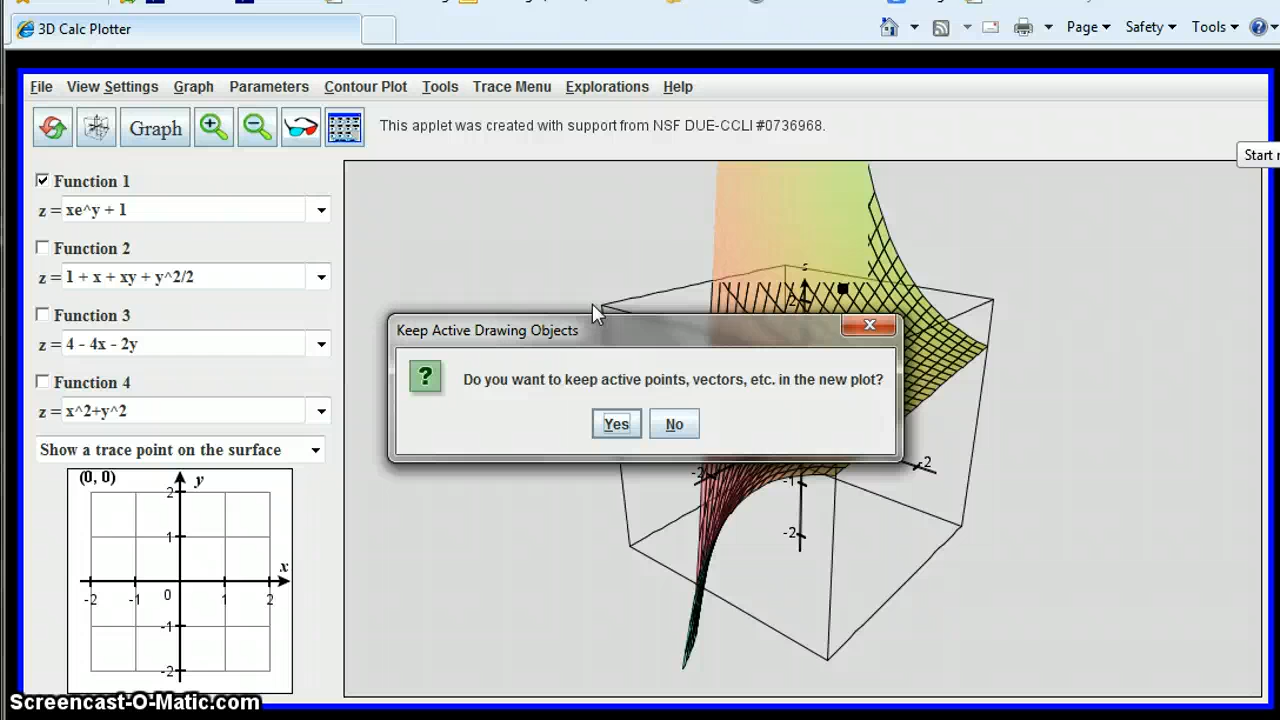 3D Calc Plotter
Page Safety Tools
File View Settings Graph Parameters Contour Plot Tools Trace Menu Explorations Help
Graph This applet was created with support from NSF DUE-CCLI #0736968.
Start
Function 1
z = xe^y + 1
Function 2
z = 1 + x + xy + y^2/2
Function 3
z = 4 - 4x - 2y
Function 4
z = x^2+y^2
Show a trace point on the surface
(0, 0) y
2
1
x
-2 -1 0 1 2
-1
-2
2
Keep Active Drawing Objects
Do you want to keep active points, vectors, etc. in the new plot?
Yes No
-2 -1 -2
-2
Screencast-O-Matic.com